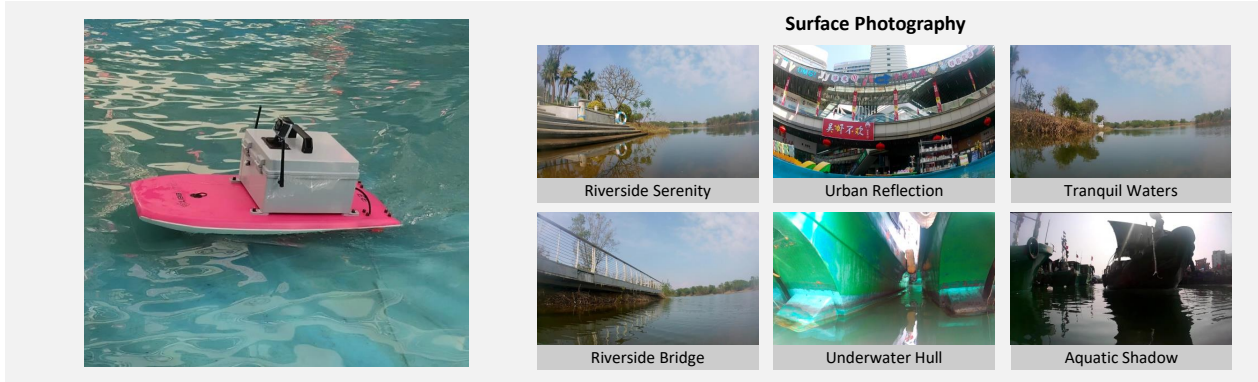 Surface Photography
Riverside Serenity
Urban Reflection
Tranquil Waters
Riverside Bridge
Underwater Hull
Aquatic Shadow